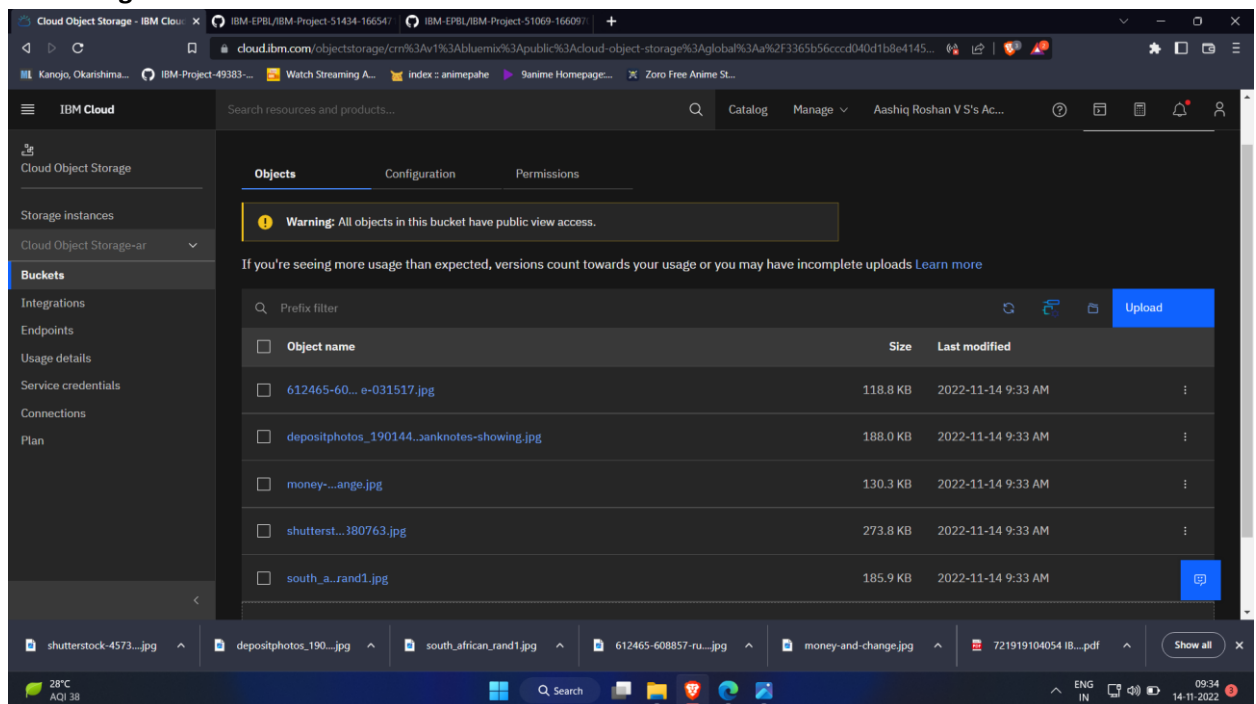 Cloud Object Storage - IBM Clou
IBM-EPBL/IBM-Project-51434-166547
IBM-EPBL/IBM-Project-51069-166097
cloud.ibm.com/objectstorage/crn%3Av1%3Abluemix%3Apublic%3Acloud-object-storage%3Aglobal%3Aa%2F3365b56cccd040d1b8e4145...
Kanojo, Okarishima...
IBM-Project-49383-...
Watch Streaming A...
index :: animepahe
9anime Homepage:...
Zoro Free Anime St...
IBM Cloud
Search resources and products...
Catalog
Manage
Aashiq Roshan V S's Ac...
Cloud Object Storage
Storage instances
Cloud Object Storage-ar
Buckets
Integrations
Endpoints
Usage details
Service credentials
Connections
Plan
Objects
Configuration
Permissions
Warning: All objects in this bucket have public view access.
If you're seeing more usage than expected, versions count towards your usage or you may have incomplete uploads Learn more
Prefix filter
Upload
Object name Size Last modified
612465-60... e-031517.jpg 118.8 KB 2022-11-14 9:33 AM
depositphotos_190144..banknotes-showing.jpg 188.0 KB 2022-11-14 9:33 AM
money-...ange.jpg 130.3 KB 2022-11-14 9:33 AM
shutterst...380763.jpg 273.8 KB 2022-11-14 9:33 AM
south_a..rand1.jpg 185.9 KB 2022-11-14 9:33 AM
shutterstock-4573....jpg
depositphotos_190....jpg
south_african_rand1.jpg
612465-608857-ru....jpg
money-and-change.jpg
721919104054 IB....pdf
Show all
28°C
AQI 38
Search
ENG
IN
09:34
14-11-2022
3